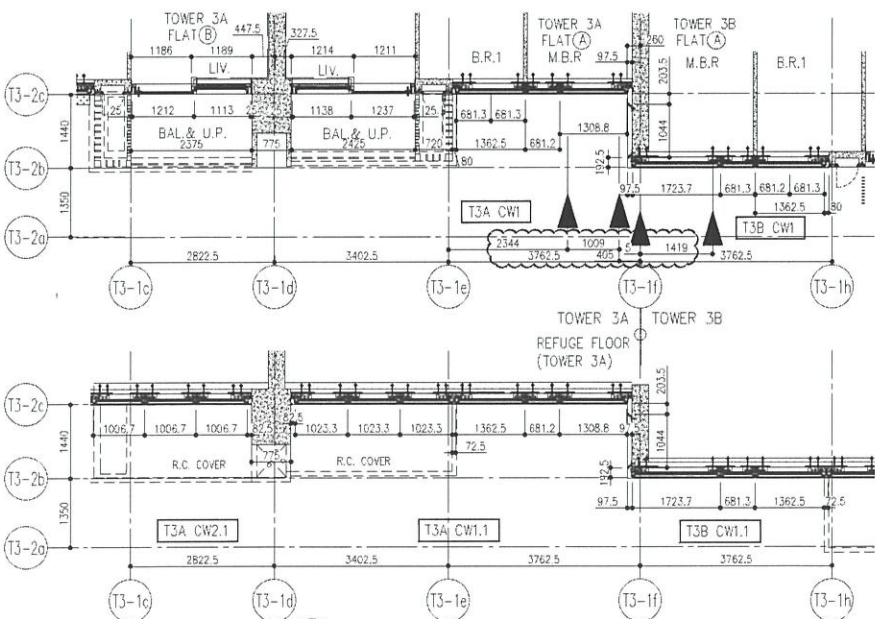 TOWER 3A
FLAT B
447.5
327.5
TOWER 3A
FLAT A
M.B.R
TOWER 3B
FLAT A
M.B.R
1186
1189
1214
1211
B.R.1
97.5
260
B.R.1
LIV.
LIV.
203.5
T3-2c
25
1212
1113
1138
1237
25
681.3
681.3
1308.8
1044
1440
BAL.& U.P.
BAL.& U.P.
2375
775
2425
720
1362.5
681.2
192.5
T3-2b
80
97.5
1723.7
681.3
681.2
681.3
1350
T3A CW1
1362.5
80
T3B CW1
T3-2a
2344
1009
5
1419
2822.5
3402.5
3762.5
405
3762.5
T3-1c
T3-1d
T3-1e
T3-1f
T3-1h
TOWER 3A
TOWER 3B
REFUGE FLOOR
(TOWER 3A)
203.5
T3-2c
82.5
1006.7
1006.7
1006.7
82.5
1023.3
1023.3
1023.3
1362.5
681.2
1308.8
1044
1440
72.5
R.C. COVER
775
R.C. COVER
192.5
T3-2b
97.5
1723.7
681.3
1362.5
72.5
1350
T3A CW2.1
T3A CW1.1
T3B CW1.1
T3-2a
2822.5
3402.5
3762.5
3762.5
T3-1c
T3-1d
T3-1e
T3-1f
T3-1h